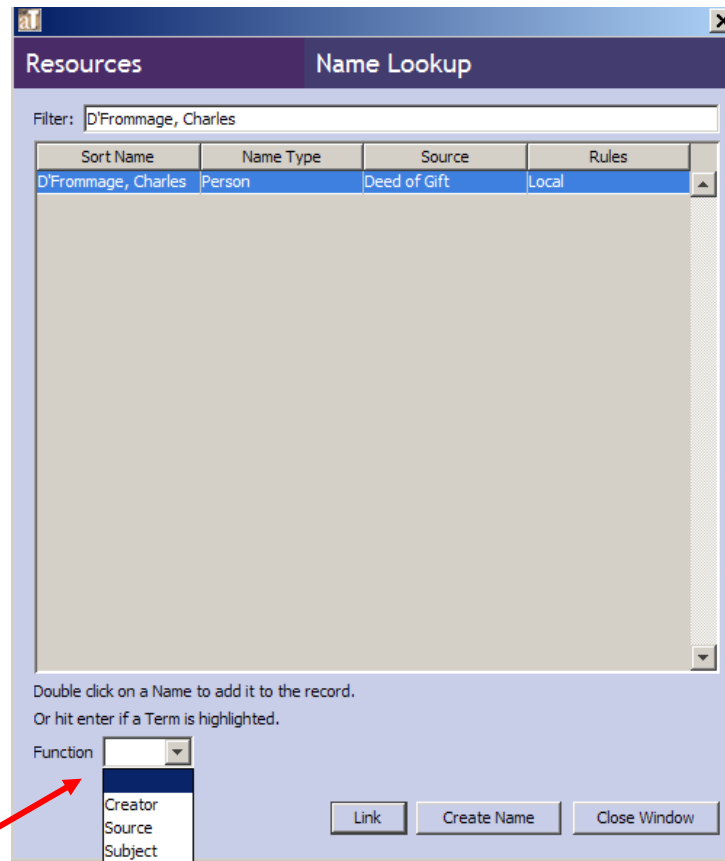 aT
Resources Name Lookup
Filter: D'Frommage, Charles
Sort Name Name Type Source Rules
D'Frommage, Charles Person Deed of Gift Local
Double click on a Name to add it to the record.
Or hit enter if a Term is highlighted.
Function
Creator
Link Create Name Close Window
Source
Subject